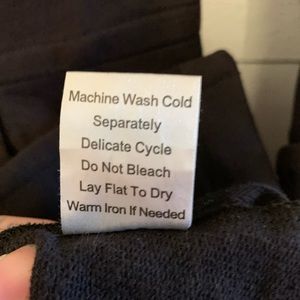 Machine Wash Cold
Separately
Delicate Cycle
Do Not Bleach
Lay Flat To Dry
Warm Iron If Needed